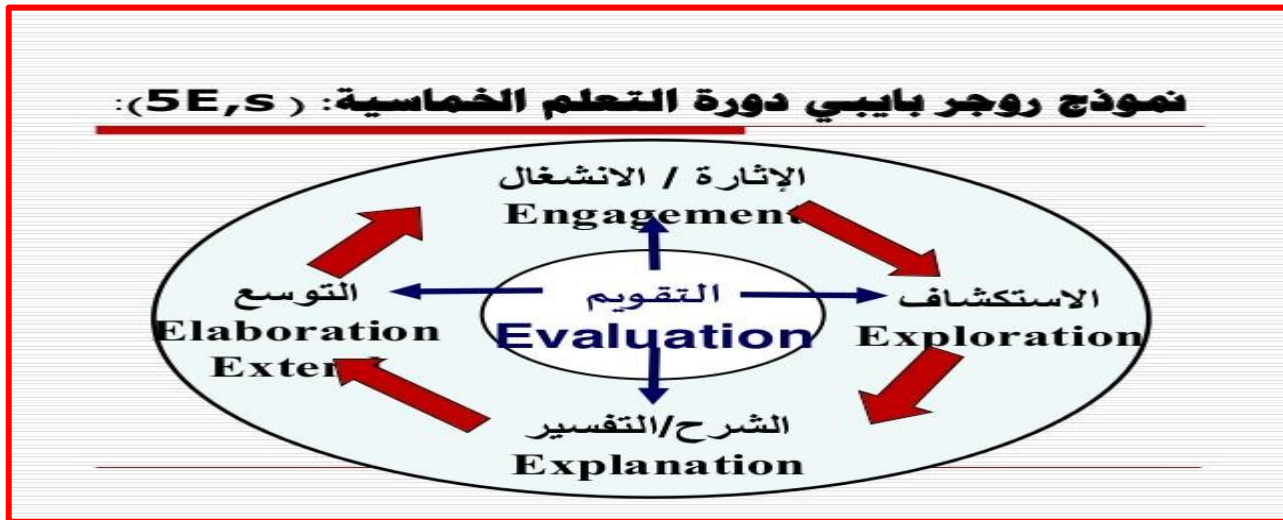 نموذج روجر بايبي دورة التعلم الخماسية: ( 5E,s):
الإثارة / الانشغال
Engagement
الاستكشاف
Exploration
الشرح/التفسير
Explanation
التوسع
Elaboration
Extend
التقويم
Evaluation